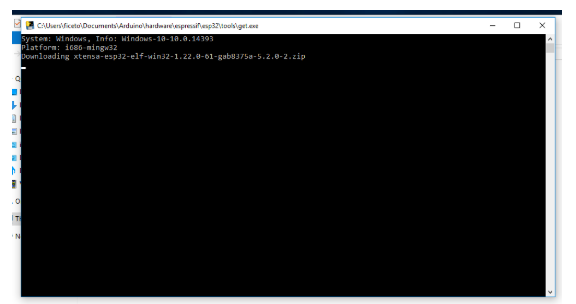 C:\Users\ficeto\Documents\Arduino\hardware\espressif\esp32\tools\get.exe
System: Windows, Info: Windows-10-10.0.14393
Platform: i686-mingw32
Downloading xtensa-esp32-elf-win32-1.22.0-61-gab8375a-5.2.0-2.zip